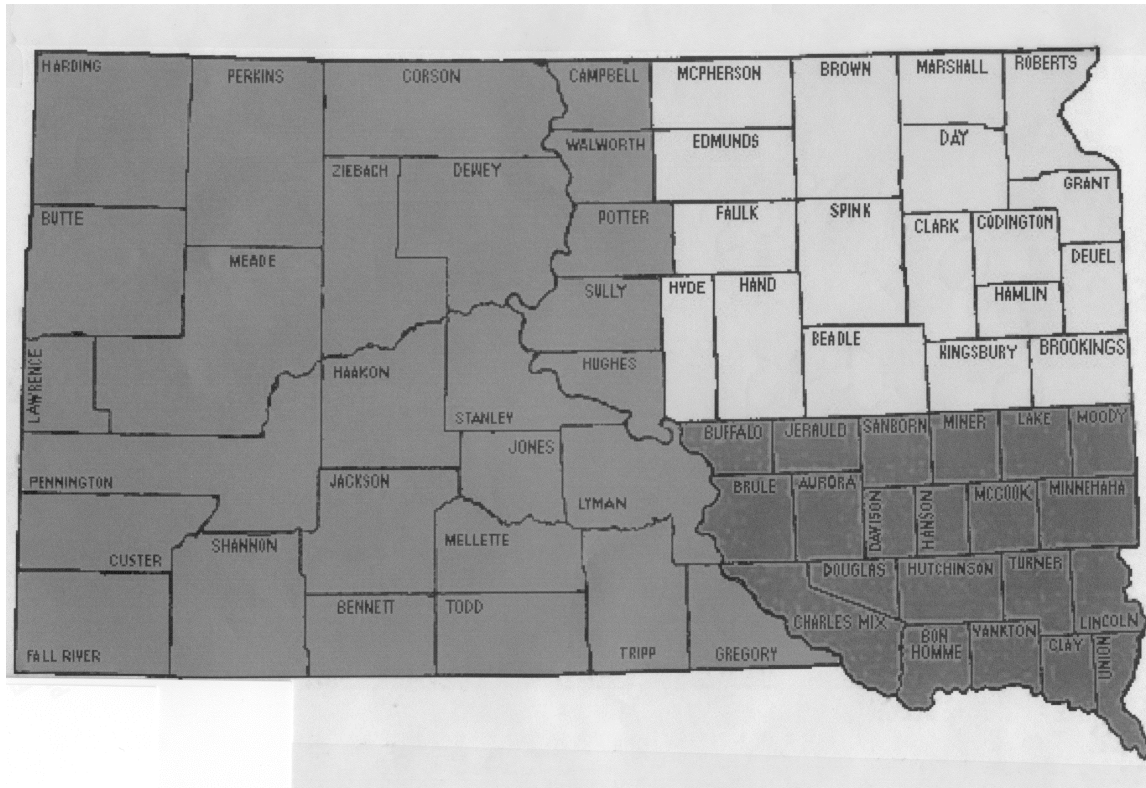 HARDING
PERKINS
CORSON
CAMPBELL
MCPHERSON
BROWN
MARSHALL
ROBERTS
WALWORTH
EDMUNDS
DAY
ZIEBACH
DEWEY
GRANT
BUTTE
POTTER
FAULK
SPINK
CLARK
CODINGTON
MEADE
DEUEL
SULLY
HYDE
HAND
HAMLIN
LAWRENCE
HAAKON
HUGHES
BEADLE
KINGSBURY
BROOKINGS
STANLEY
JONES
BUFFALO
JERAULD
SANBORN
MINER
LAKE
MOODY
PENNINGTON
JACKSON
LYMAN
BRULE
AURORA
DAVISON
HANSON
MCCOOK
MINNEHAHA
CUSTER
SHANNON
MELLETTE
DOUGLAS
HUTCHINSON
TURNER
LINCOLN
BENNETT
TODD
CHARLES MIX
FALL RIVER
TRIPP
GREGORY
BON
HOMME
YANKTON
CLAY
UNION